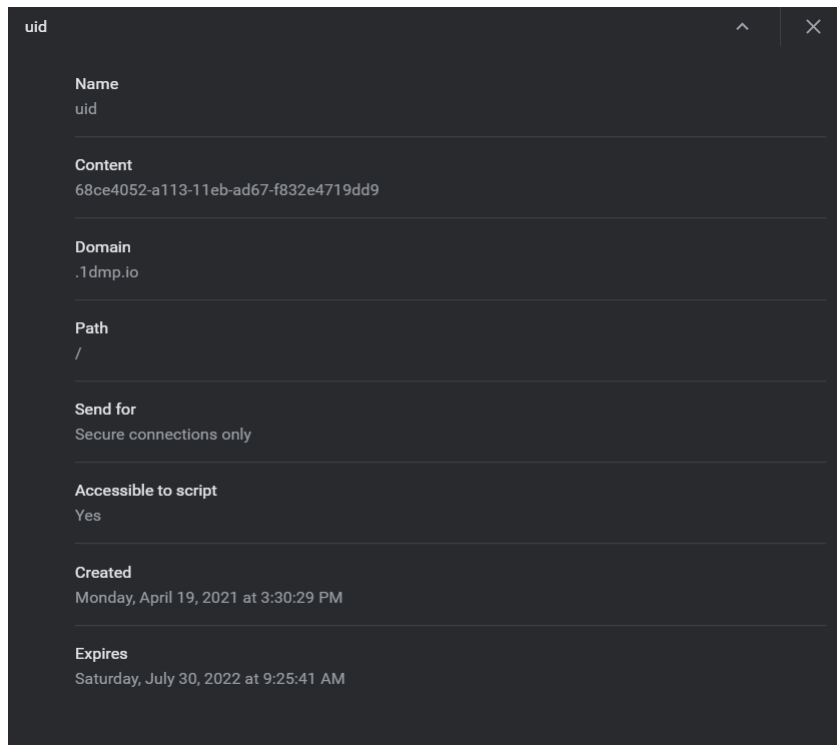 uid
Name
uid
Content
68ce4052-a113-11eb-ad67-f832e4719dd9
Domain
.1dmp.io
Path
/
Send for
Secure connections only
Accessible to script
Yes
Created
Monday, April 19, 2021 at 3:30:29 PM
Expires
Saturday, July 30, 2022 at 9:25:41 AM